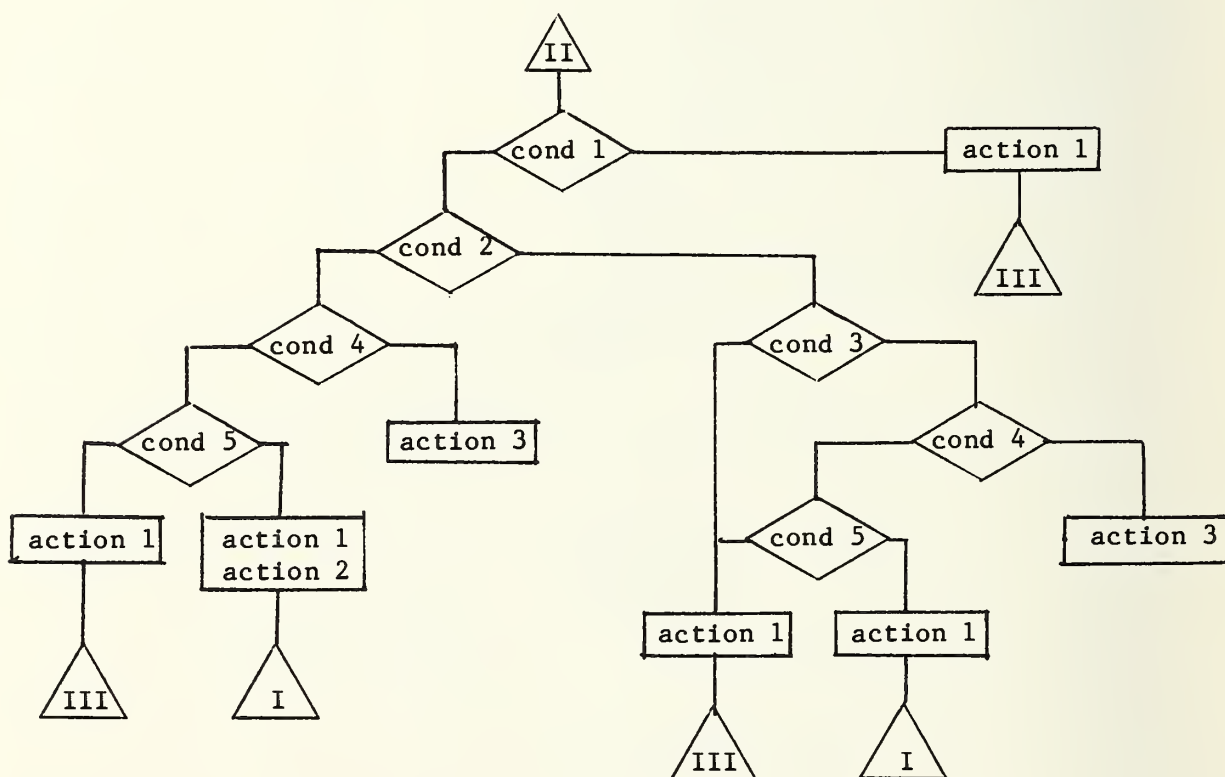 II
cond 1
action 1
cond 2
III
cond 4
cond 3
cond 5
action 3
cond 4
action 1
action 1
action 2
cond 5
action 3
action 1
action 1
III
I
III
I